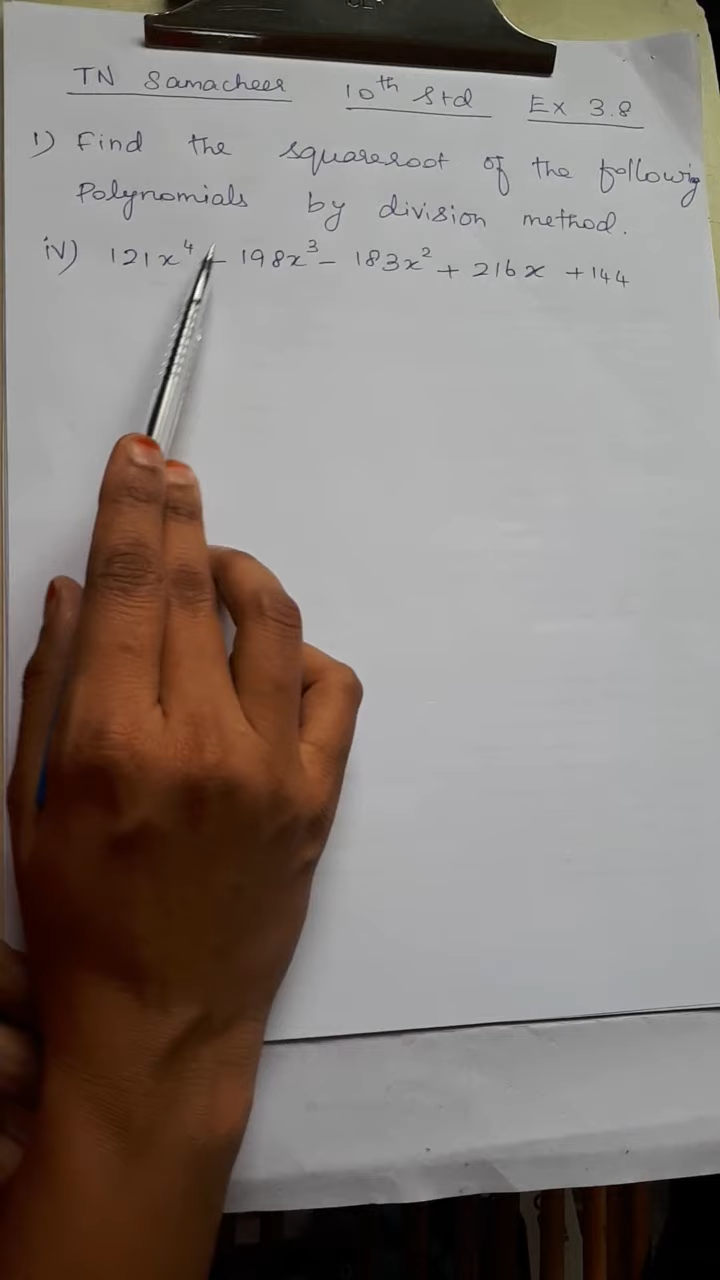 TN Samacheer 10th Std Ex 3.8
1) Find the squareroot of the followig
Polynomials by division method.
iv) 121x⁴ - 198x³ - 183x² + 216x + 144